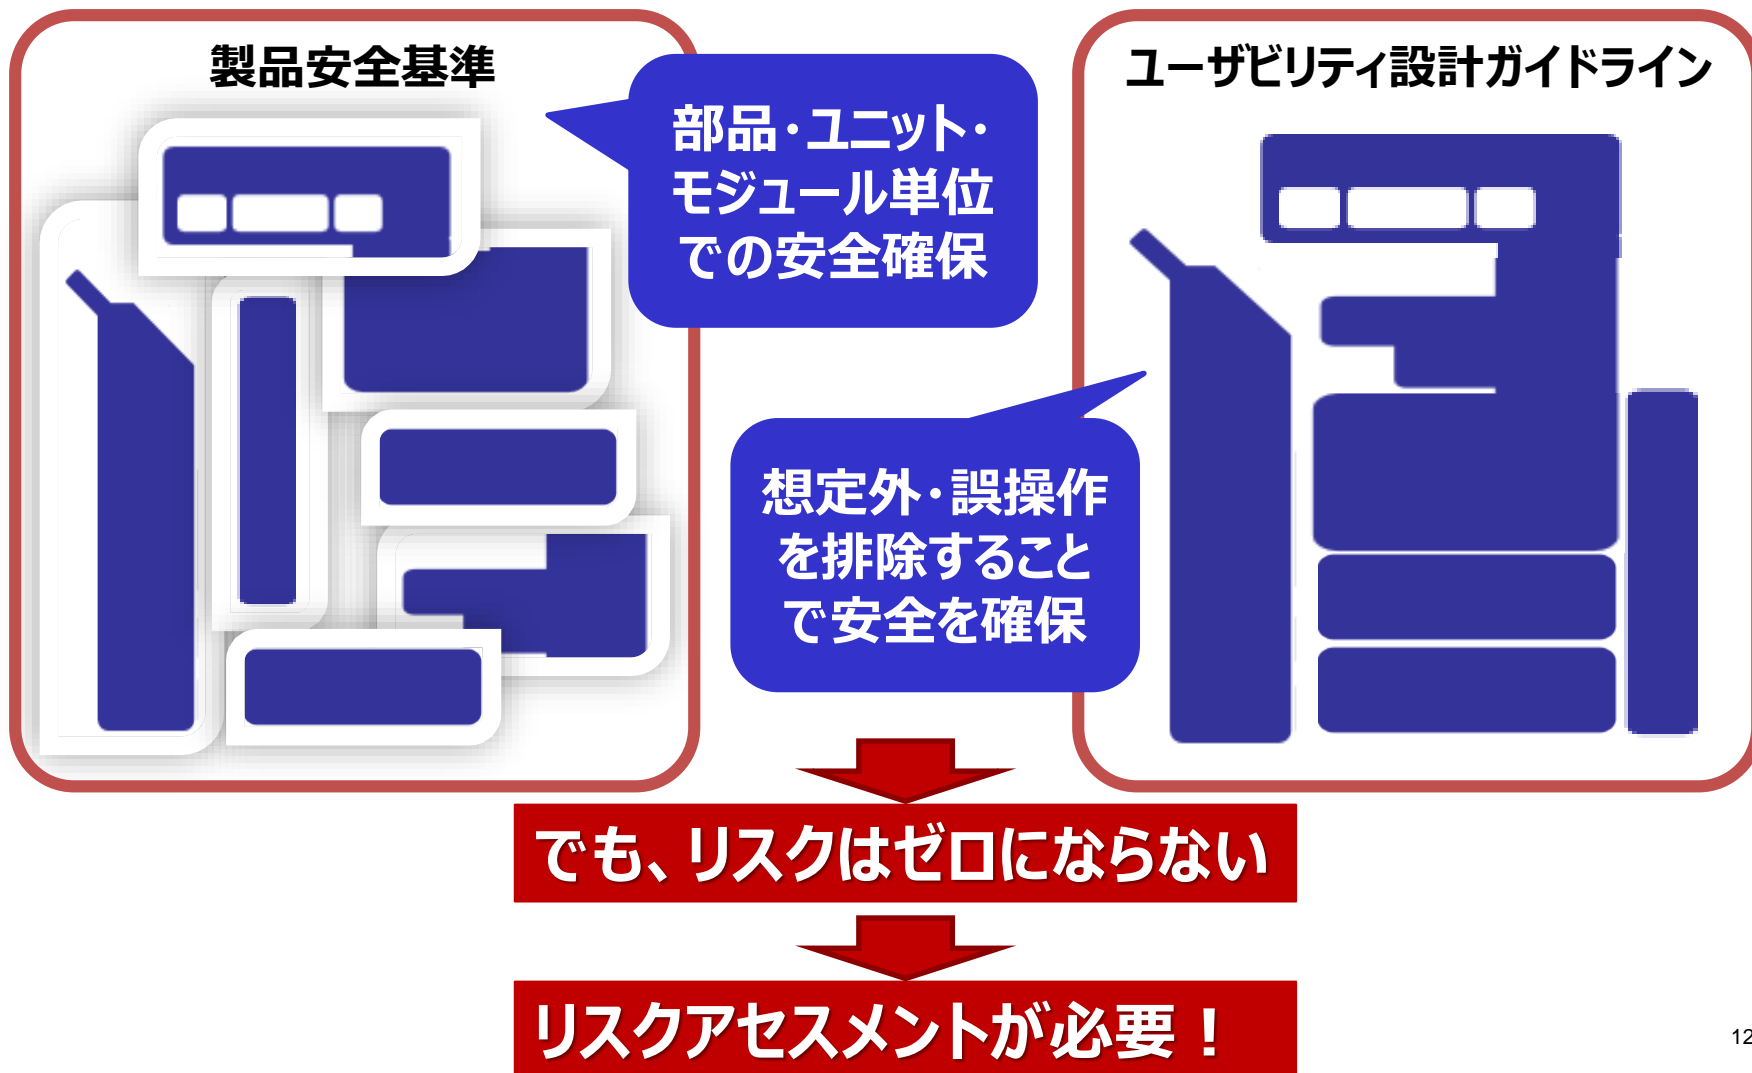 製品安全基準
部品・ユニット・
モジュール単位
での安全確保
ユーザビリティ設計ガイドライン
想定外・誤操作
を排除すること
で安全を確保
でも、リスクはゼロにならない
リスクアセスメントが必要！
12